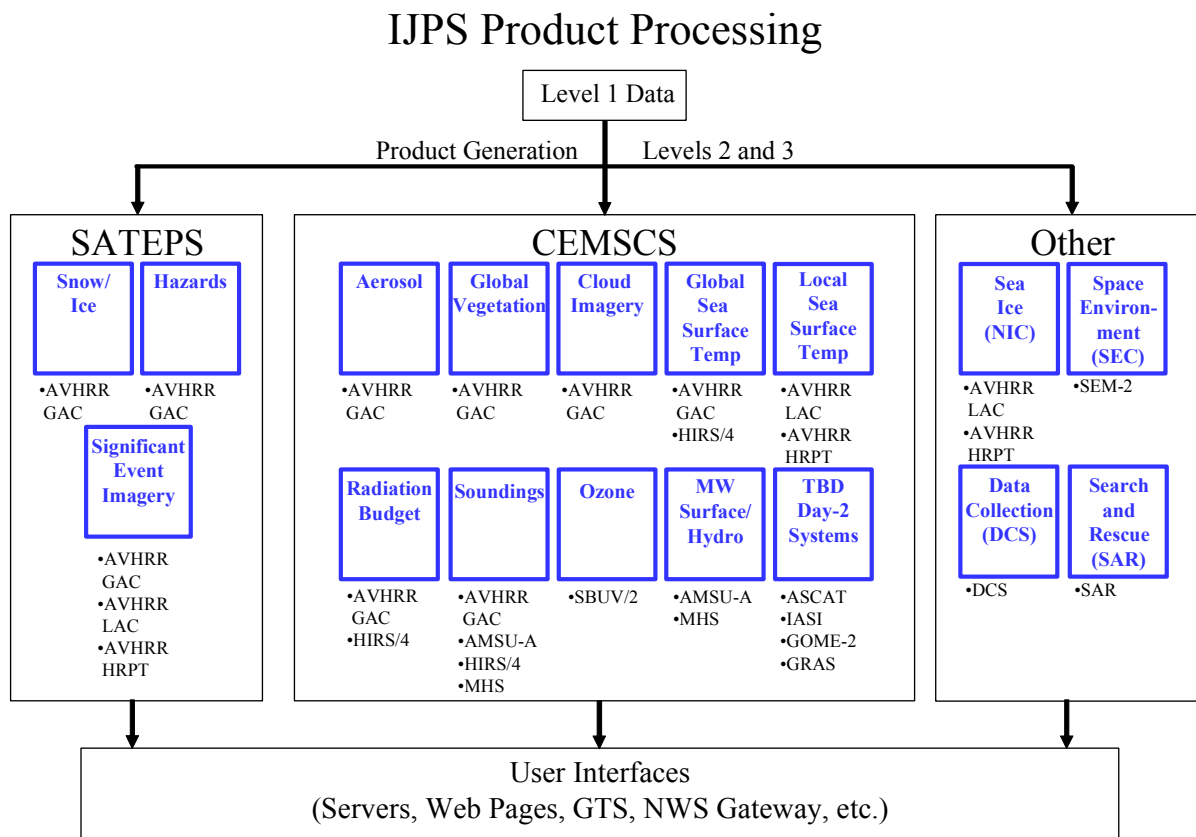 IJPS Product Processing
Level 1 Data
Product Generation
Levels 2 and 3
SATEPS
Snow/
Ice
•AVHRR
GAC
Hazards
•AVHRR
GAC
Significant
Event
Imagery
•AVHRR
GAC
•AVHRR
LAC
•AVHRR
HRPT
CEMSCS
Aerosol
•AVHRR
GAC
Global
Vegetation
•AVHRR
GAC
Cloud
Imagery
•AVHRR
GAC
Global
Sea
Surface
Temp
•AVHRR
GAC
•HIRS/4
Local
Sea
Surface
Temp
•AVHRR
LAC
•AVHRR
HRPT
Radiation
Budget
•AVHRR
GAC
•HIRS/4
Soundings
•AVHRR
GAC
•AMSU-A
•HIRS/4
•MHS
Ozone
•SBUV/2
MW
Surface/
Hydro
•AMSU-A
•MHS
TBD
Day-2
Systems
•ASCAT
•IASI
•GOME-2
•GRAS
Other
Sea
Ice
(NIC)
•AVHRR
LAC
•AVHRR
HRPT
Space
Environ-
ment
(SEC)
•SEM-2
Data
Collection
(DCS)
•DCS
Search
and
Rescue
(SAR)
•SAR
User Interfaces
(Servers, Web Pages, GTS, NWS Gateway, etc.)